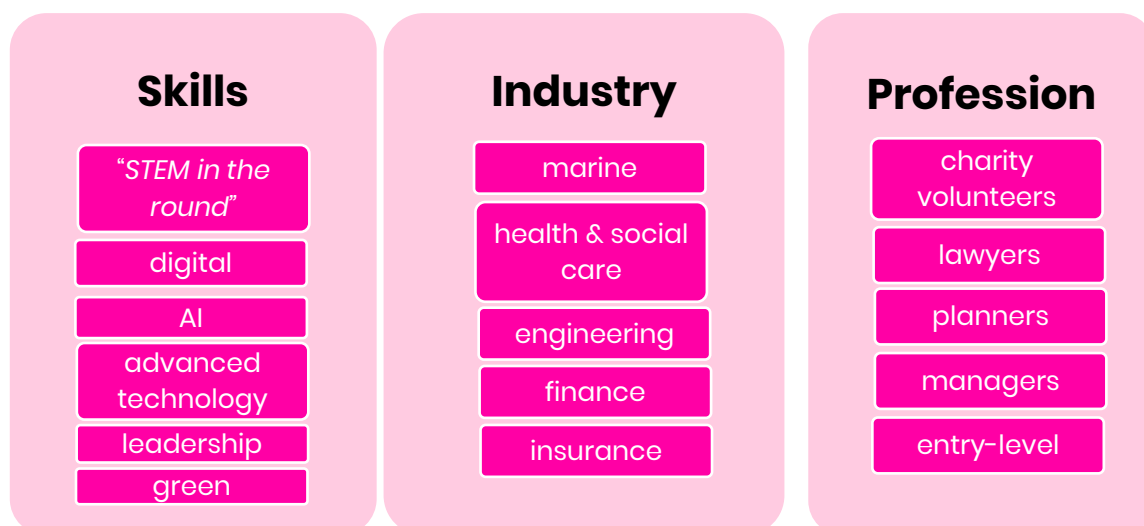 Skills
“STEM in the
round”
digital
AI
advanced
technology
leadership
green
Industry
marine
health & social
care
engineering
finance
insurance
Profession
charity
volunteers
lawyers
planners
managers
entry-level